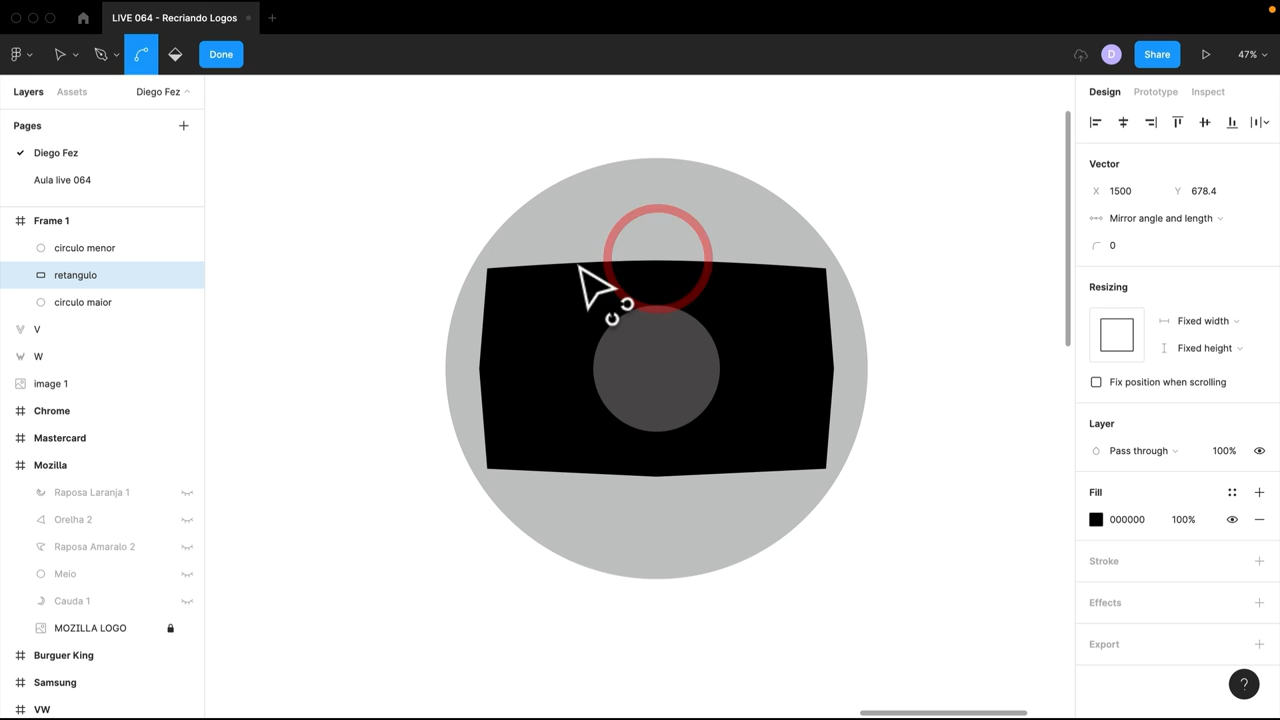 LIVE 064 - Recriando Logos
Done
D
Share
47%
Layers
Assets
Diego Fez
Pages
Diego Fez
Aula live 064
Frame 1
circulo menor
retangulo
circulo maior
V
W
image 1
Chrome
Mastercard
Mozilla
Raposa Laranja 1
Orelha 2
Raposa Amaralo 2
Meio
Cauda 1
MOZILLA LOGO
Burguer King
Samsung
VW
Design
Prototype
Inspect
Vector
X 1500
Y 678.4
Mirror angle and length
0
Resizing
Fixed width
Fixed height
Fix position when scrolling
Layer
Pass through
100%
Fill
000000
100%
Stroke
Effects
Export
?